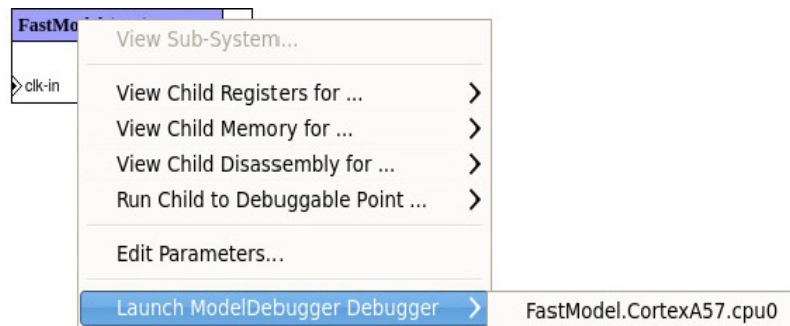 FastMo
View Sub-System...
clk-in
View Child Registers for ...
View Child Memory for ...
View Child Disassembly for ...
Run Child to Debuggable Point ...
Edit Parameters...
Launch ModelDebugger Debugger
FastModel.CortexA57.cpu0